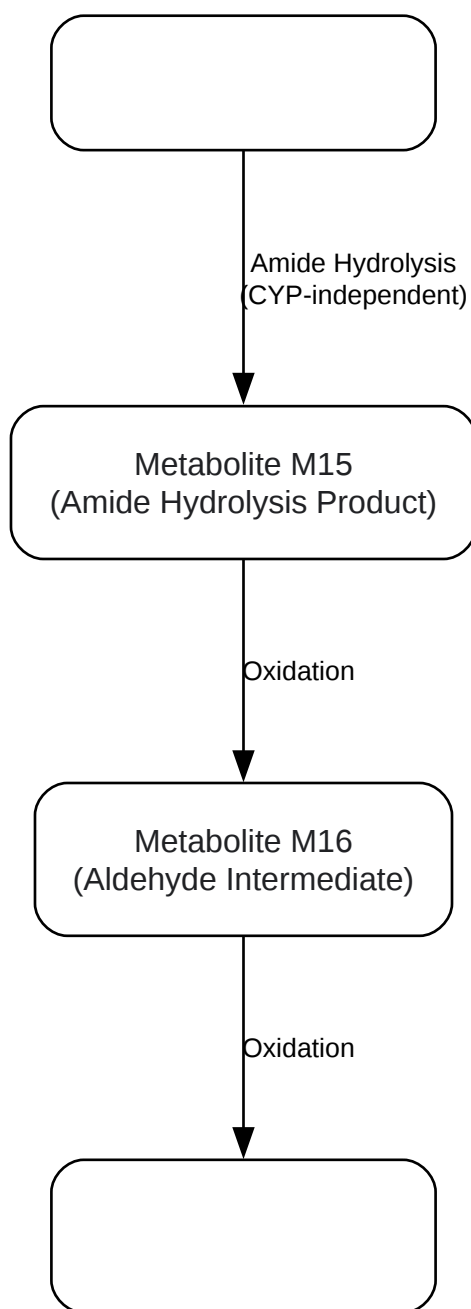 Amide Hydrolysis
(CYP-independent)
Metabolite M15
(Amide Hydrolysis Product)
Oxidation
Metabolite M16
(Aldehyde Intermediate)
Oxidation